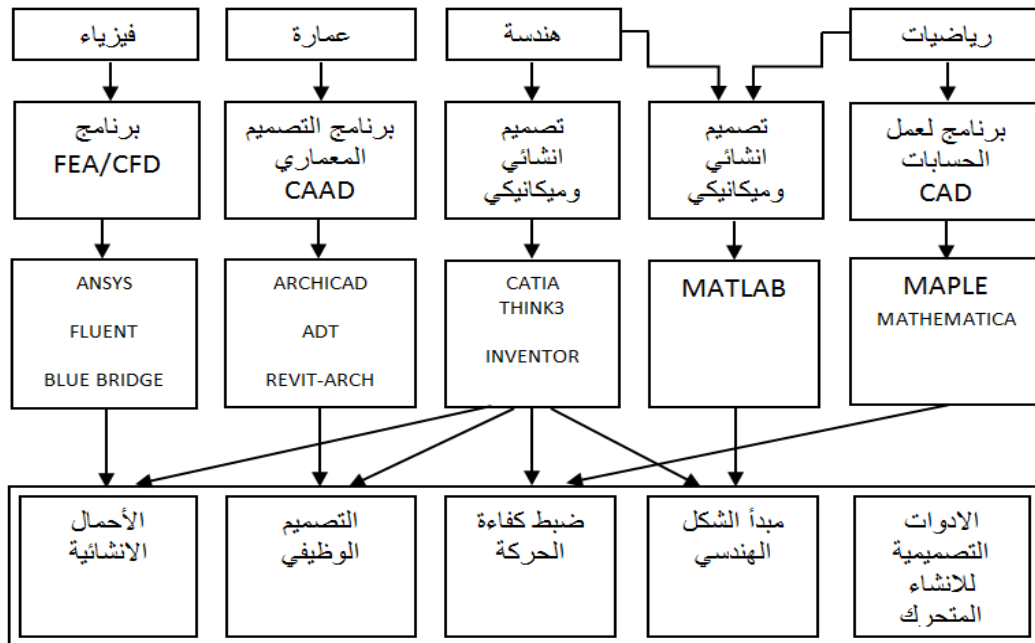 رياضيات
هندسة
عمارة
فيزياء
برنامج لعمل
الحسابات
CAD
تصميم
انشائي
وميكانيكي
تصميم
انشائي
وميكانيكي
برنامج التصميم
المعماري
CAAD
برنامج
FEA/CFD
MAPLE
MATHEMATICA
MATLAB
CATIA
THINK3
INVENTOR
ARCHICAD
ADT
REVIT-ARCH
ANSYS
FLUENT
BLUE BRIDGE
الادوات
التصميمية
للانشاء
المتحرك
مبدأ الشكل
الهندسي
ضبط كفاءة
الحركة
التصميم
الوظيفي
الأحمال
الانشائية